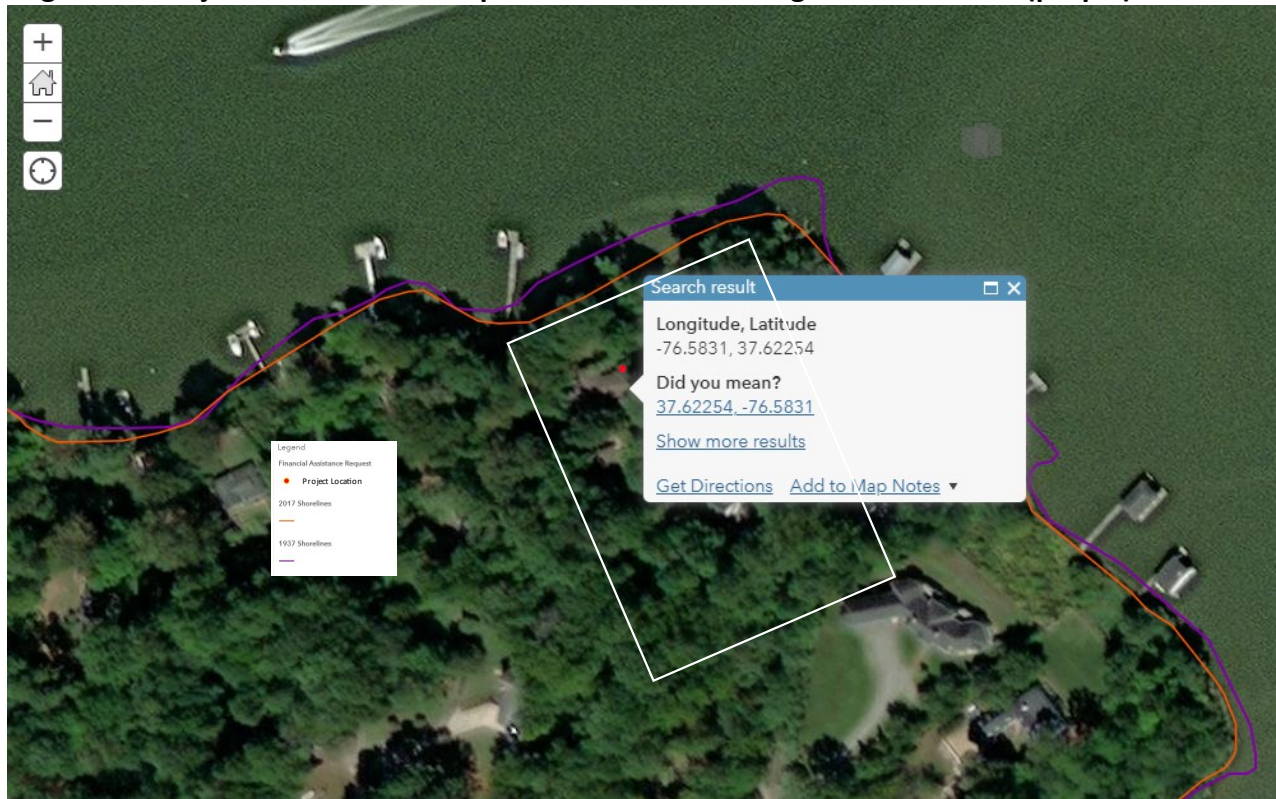 +
−
Search result
Longitude, Latitude
-76.5831, 37.62254
Did you mean?
37.62254, -76.5831
Show more results
Get Directions Add to Map Notes
Legend
Financial Assistance Request
Project Location
2017 Shorelines
1937 Shorelines